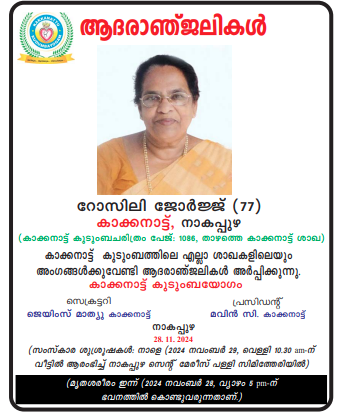 ആദരാഞ്ജലികൾ
റോസിലി ജോർജ്ജ് (77)
കാക്കനാട്ട്, നാകപ്പുഴ
(കാക്കനാട്ട് കുടുംബചരിത്രം പേജ്: 1086, താഴത്തെ കാക്കനാട്ട് ശാഖ)
കാക്കനാട്ട് കുടുംബത്തിലെ എല്ലാ ശാഖകളിലെയും
അംഗങ്ങൾക്കുവേണ്ടി ആദരാഞ്ജലികൾ അർപ്പിക്കുന്നു.
കാക്കനാട്ട് കുടുംബയോഗം
സെക്രട്ടറി
ജെയിംസ് മാത്യു കാക്കനാട്ട്
പ്രസിഡന്റ്
മവിൻ സി. കാക്കനാട്ട്
നാകപ്പുഴ
28. 11. 2024
(സംസ്കാര ശുശ്രൂഷകൾ: നാളെ (2024 നവംബർ 29, വെള്ളി 10.30 am-ന്
വീട്ടിൽ ആരംഭിച്ച് നാകപ്പുഴ സെന്റ് മേരീസ് പള്ളി സിമിത്തേരിയിൽ)
(മൃതശരീരം ഇന്ന് (2024 നവംബർ 28, വ്യാഴം 5 pm-ന്
ഭവനത്തിൽ കൊണ്ടുവരുന്നതാണ്.)